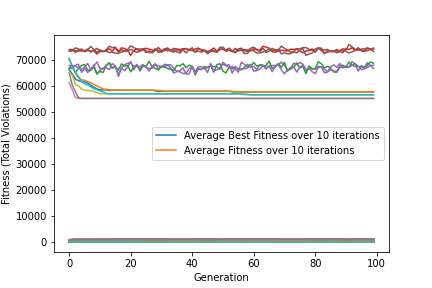 70000
60000
50000
40000
30000
20000
10000
0
Fitness (Total Violations)
Average Best Fitness over 10 iterations
Average Fitness over 10 iterations
0 20 40 60 80 100
Generation